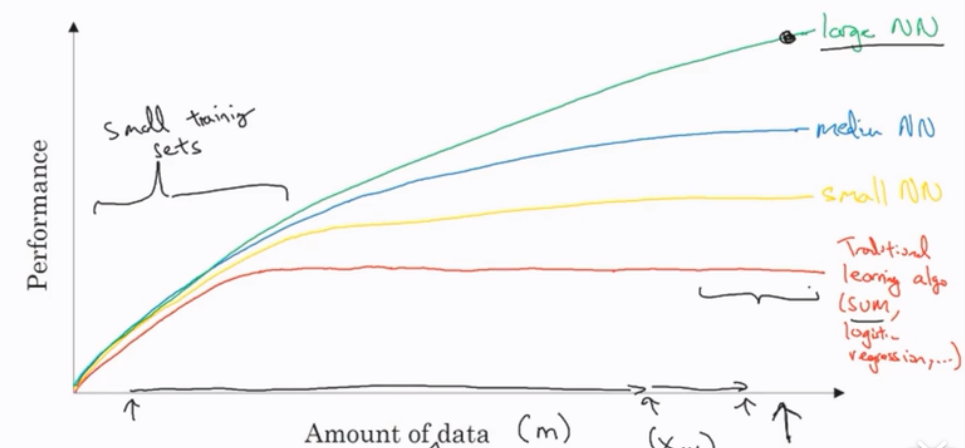 large NN
small training
sets
medium NN
small NN
Performance
Traditional
learning algo
(SVM,
logistic
regression,...)
Amount of data (m)